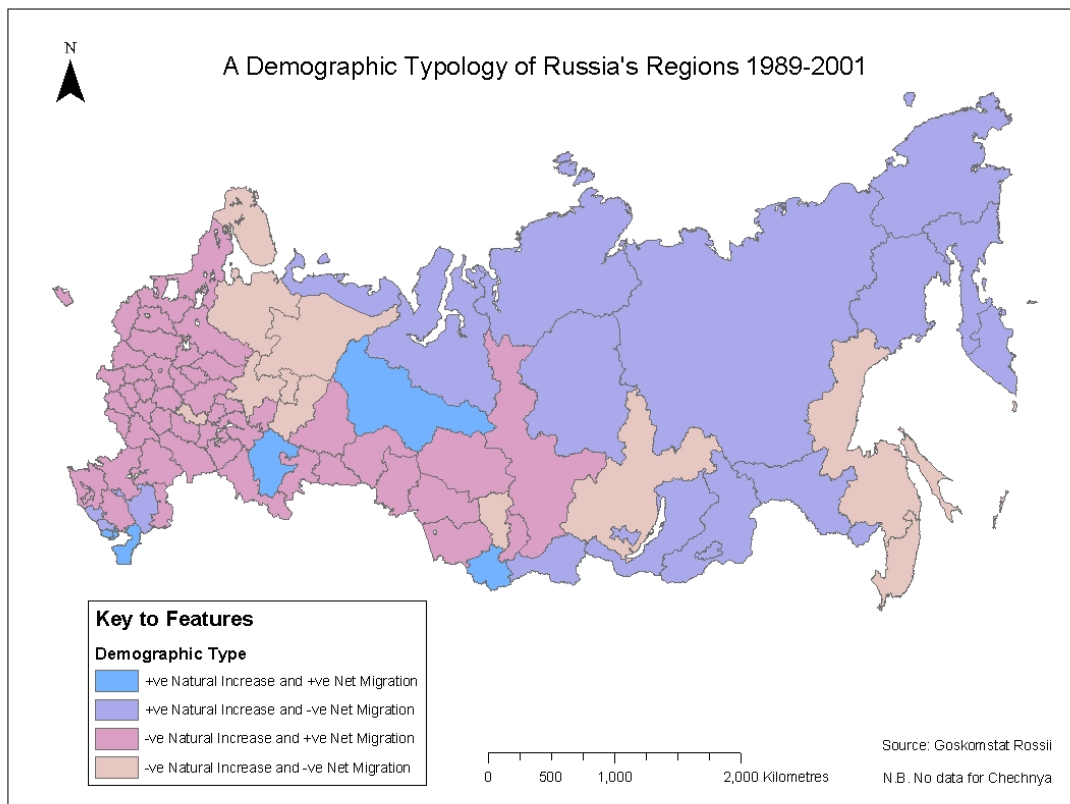 N
A Demographic Typology of Russia's Regions 1989-2001
Key to Features
Demographic Type
+ve Natural Increase and +ve Net Migration
+ve Natural Increase and -ve Net Migration
-ve Natural Increase and +ve Net Migration
-ve Natural Increase and -ve Net Migration
0 500 1,000 2,000 Kilometres
Source: Goskomstat Rossii
N.B. No data for Chechnya